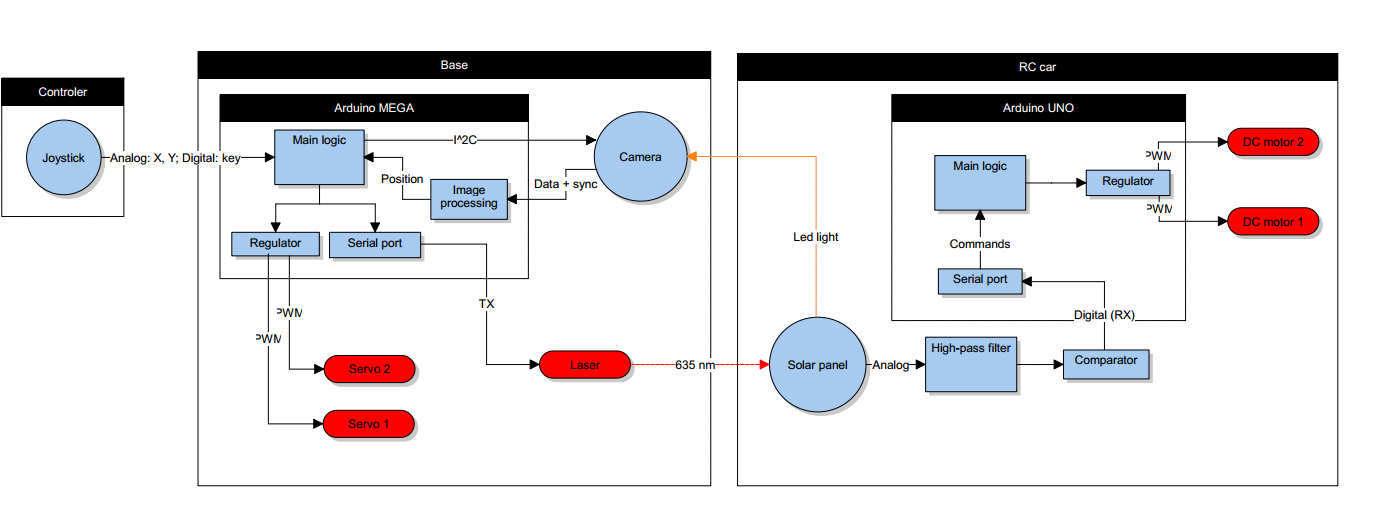 Controler
Joystick
Analog: X, Y; Digital: key
Base
Arduino MEGA
Main logic
I^2C
Camera
Position
Image
processing
Data + sync
Regulator
Serial port
PWM
PWM
TX
Servo 2
Servo 1
Laser
635 nm
RC car
Led light
Solar panel
Analog
High-pass filter
Comparator
Digital (RX)
Arduino UNO
Main logic
Commands
Serial port
Regulator
PWM
PWM
DC motor 2
DC motor 1